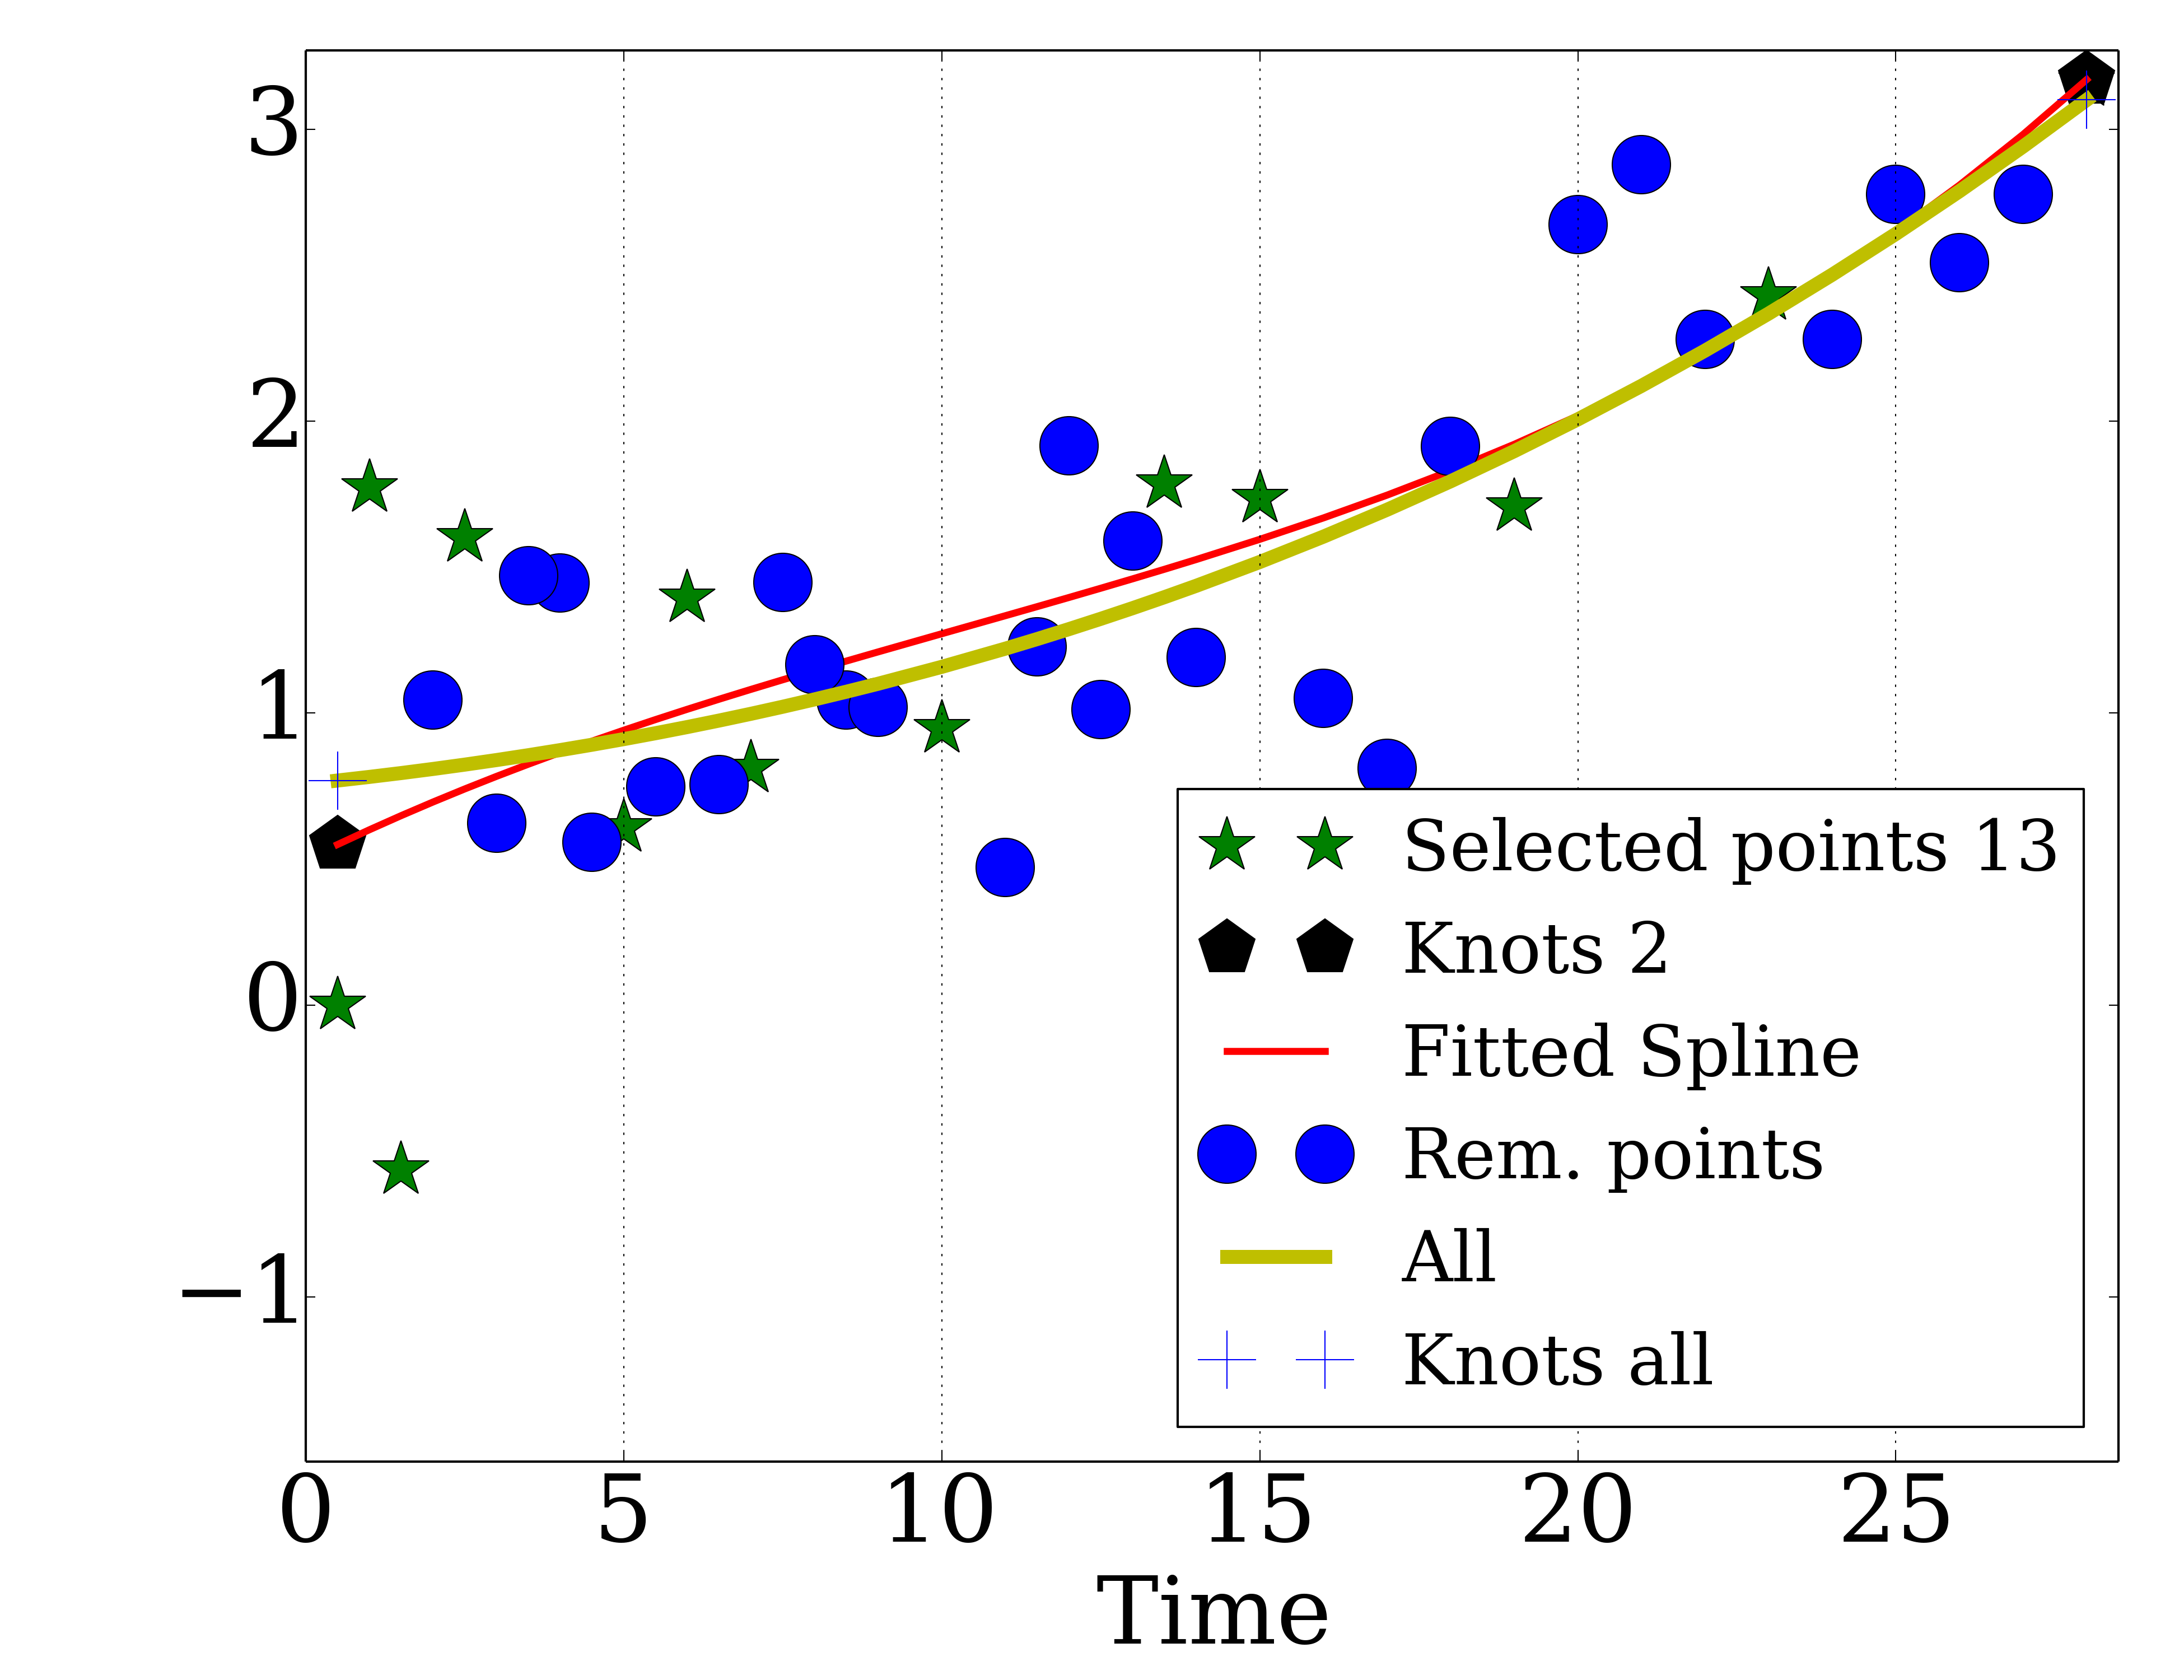 3
2
1
0
−1
Selected points 13
Knots 2
Fitted Spline
Rem. points
All
Knots all
0 5 10 15 20 25
Time